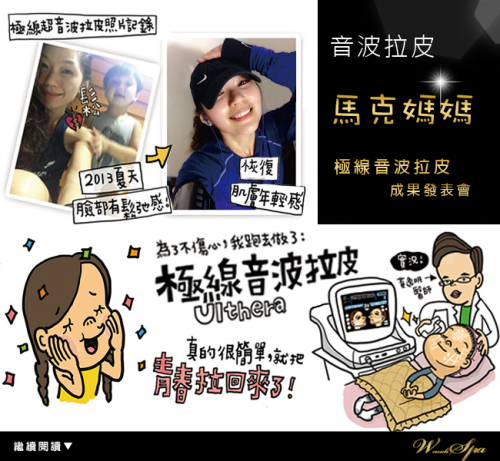 極線超音波拉皮照片記錄
鬆鬆
2013夏天
臉部有鬆弛感!
恢復
肌膚年輕感
音波拉皮
馬克媽媽
極線音波拉皮
成果發表會
為了不傷心,我跑去做了:
極線音波拉皮
Ulthera
真的很簡單,就把
青春拉回來了!
實況:
醫師
繼續閱讀▼
Spa